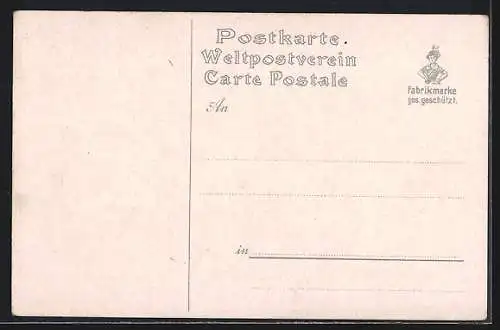 Postkarte.
Weltpostverein
Carte Postale
Fabrikmarke
ges. geschützt.
An
in